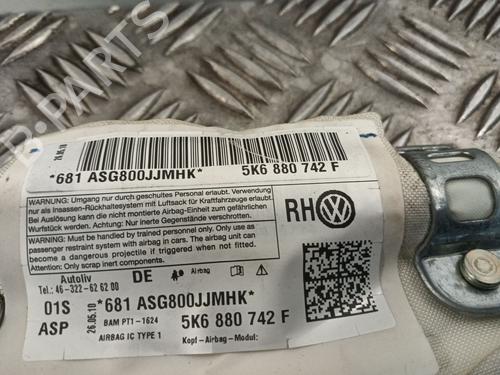 B-PARTS
26.05.10
*681 ASG800JJMHK* 5K6 880 742 F
Umgang nur durch geschultes Personal erlaubt. Verwendung
nur als Insassen-Rückhaltesystem mit Luftsack für Kraftfahrzeuge erlaubt.
Bei Auslösung kann die nicht montierte Airbag-Einheit zum gefährlichen
Wurfstück werden. Achtung: Nur inerte Gegenstände verschrotten.
Warning: Must be handled by trained personnel only. Only use as
passenger restraint system with airbag in cars. The airbag unit
can become a dangerous projectile if triggered when not fitted.
Attention: Only scrap inert components.
RH
Autoliv
Tel.: 46-322-62 62 00
DE
Airbag
01S
ASP
26.05.10
*681 ASG800JJMHK*
BAM PT1-1624
5K6 880 742 F
AIRBAG IC TYPE 1
Kopf-Airbag-Modul: